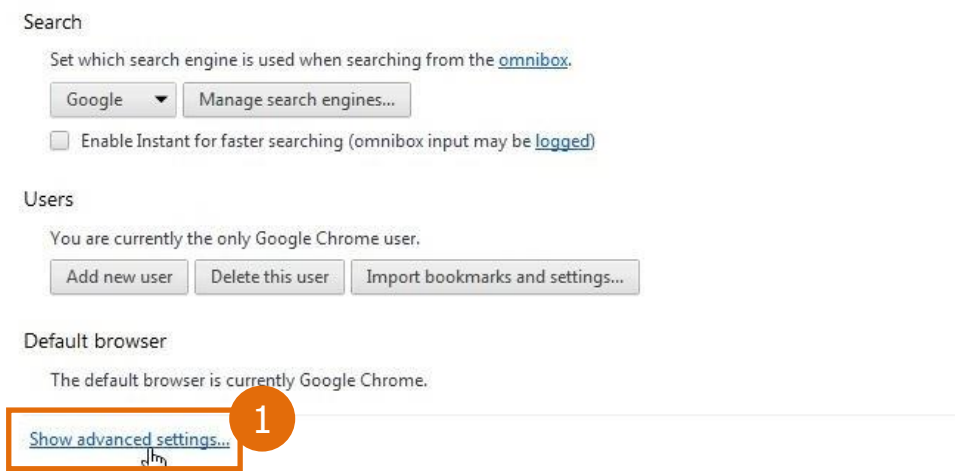 Search
Set which search engine is used when searching from the omnibox.
Google Manage search engines...
Enable Instant for faster searching (omnibox input may be logged)
Users
You are currently the only Google Chrome user.
Add new user Delete this user Import bookmarks and settings...
Default browser
The default browser is currently Google Chrome.
1
Show advanced settings...